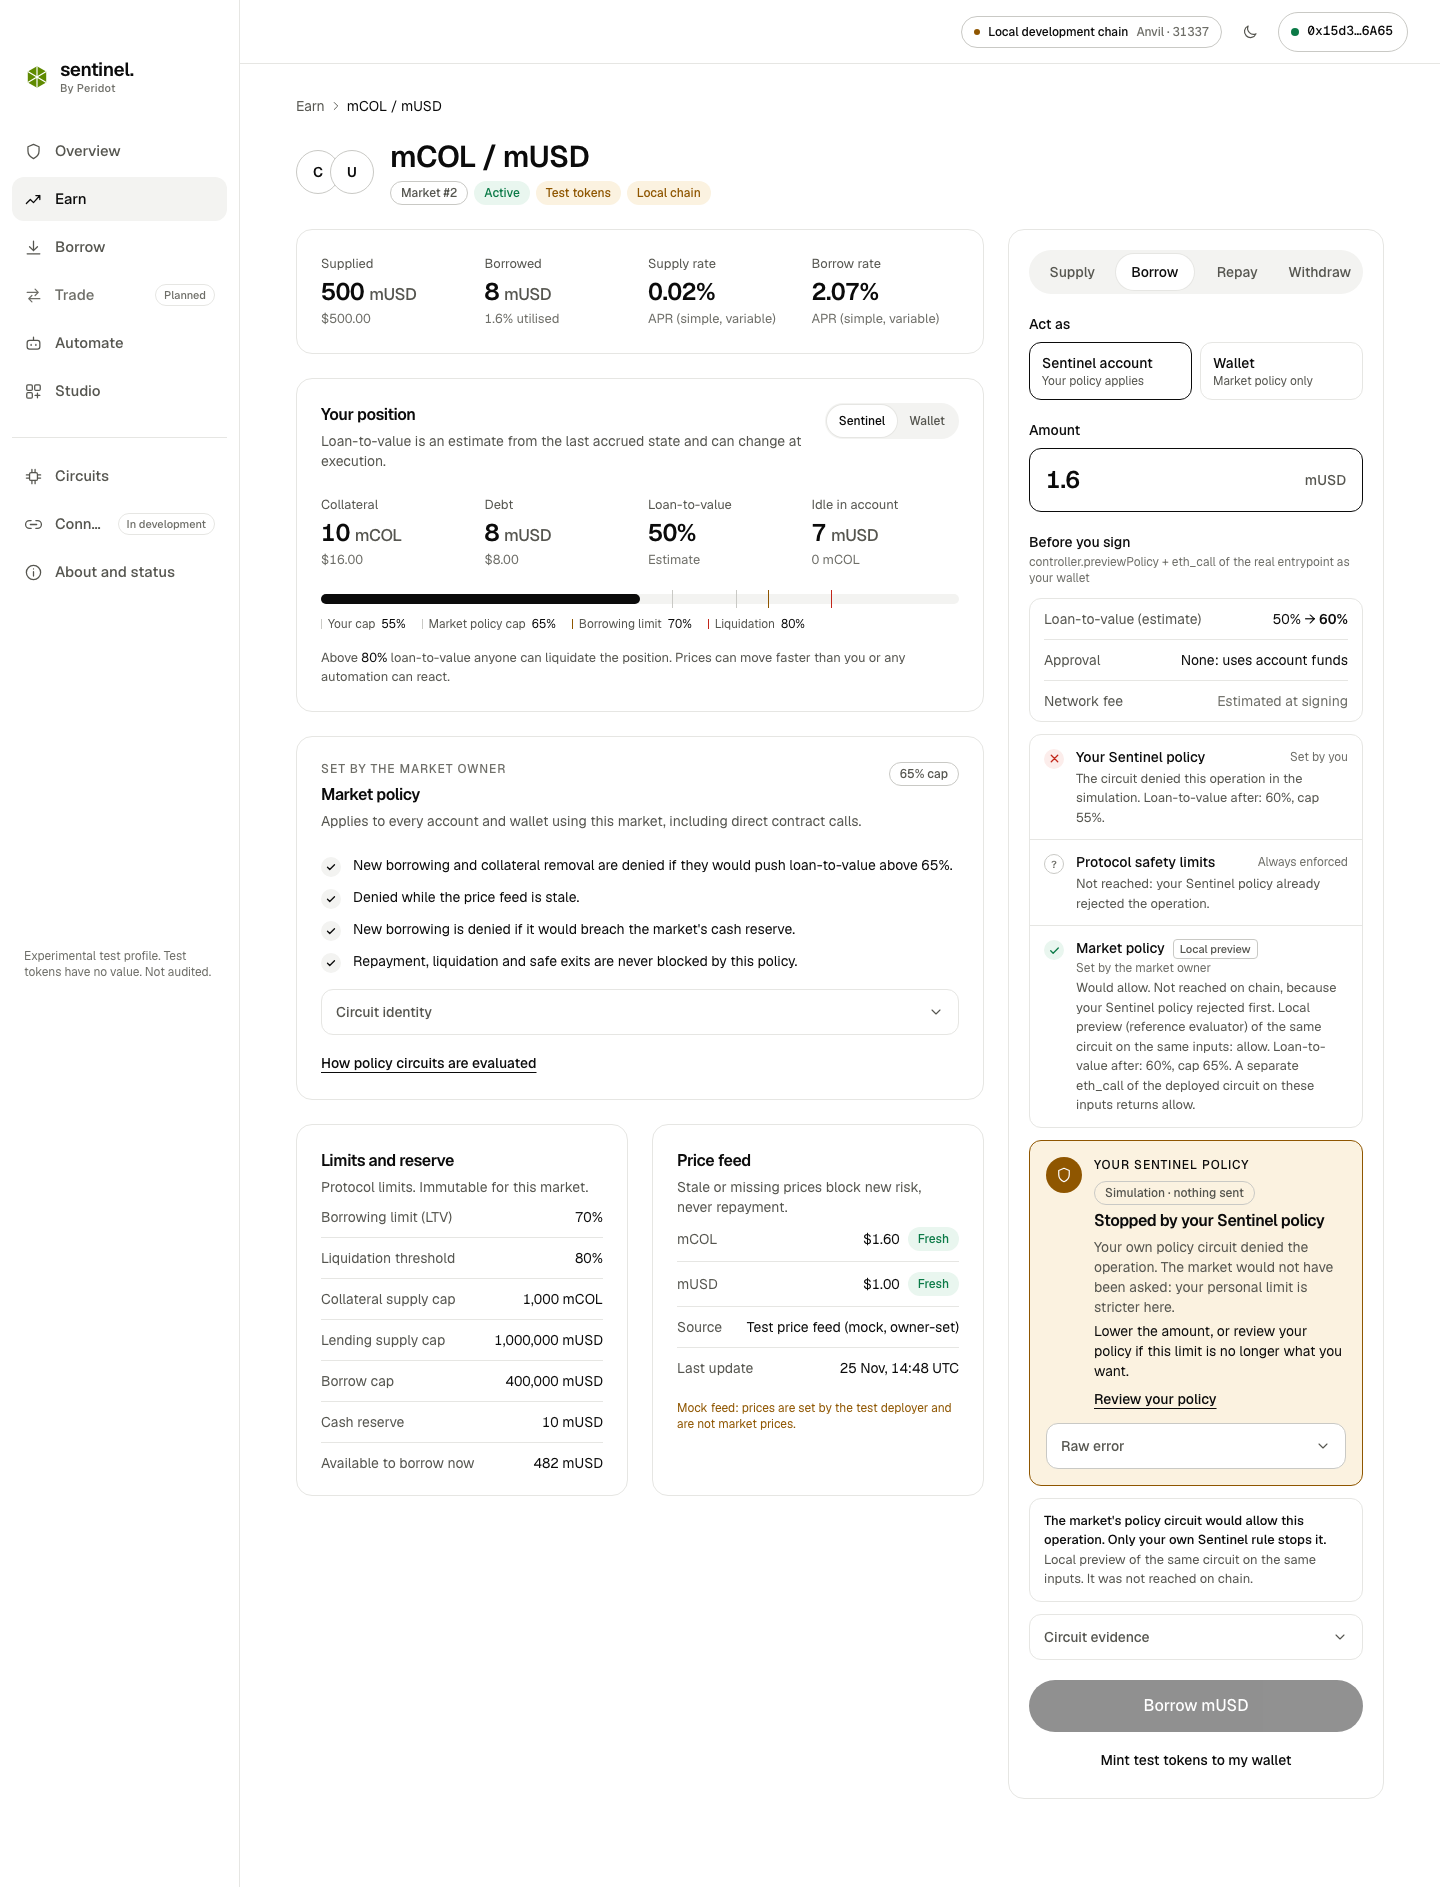 Local development chain Anvil · 31337
0x15d3…6A65
sentinel.
By Peridot
Overview
Earn
Borrow
Trade Planned
Automate
Studio
Circuits
Conn... In development
About and status
Experimental test profile. Test
tokens have no value. Not audited.
Earn > mCOL / mUSD
C U
mCOL / mUSD
Market #2 Active Test tokens Local chain
Supplied
500 mUSD
$500.00
Borrowed
8 mUSD
1.6% utilised
Supply rate
0.02%
APR (simple, variable)
Borrow rate
2.07%
APR (simple, variable)
Your position
Sentinel Wallet
Loan-to-value is an estimate from the last accrued state and can change at
execution.
Collateral
10 mCOL
$16.00
Debt
8 mUSD
$8.00
Loan-to-value
50%
Estimate
Idle in account
7 mUSD
0 mCOL
Your cap 55% Market policy cap 65% Borrowing limit 70% Liquidation 80%
Above 80% loan-to-value anyone can liquidate the position. Prices can move faster than you or any
automation can react.
SET BY THE MARKET OWNER
65% cap
Market policy
Applies to every account and wallet using this market, including direct contract calls.
New borrowing and collateral removal are denied if they would push loan-to-value above 65%.
Denied while the price feed is stale.
New borrowing is denied if it would breach the market's cash reserve.
Repayment, liquidation and safe exits are never blocked by this policy.
Circuit identity
How policy circuits are evaluated
Limits and reserve
Protocol limits. Immutable for this market.
Borrowing limit (LTV) 70%
Liquidation threshold 80%
Collateral supply cap 1,000 mCOL
Lending supply cap 1,000,000 mUSD
Borrow cap 400,000 mUSD
Cash reserve 10 mUSD
Available to borrow now 482 mUSD
Price feed
Stale or missing prices block new risk,
never repayment.
mCOL $1.60 Fresh
mUSD $1.00 Fresh
Source Test price feed (mock, owner-set)
Last update 25 Nov, 14:48 UTC
Mock feed: prices are set by the test deployer and
are not market prices.
Supply Borrow Repay Withdraw
Act as
Sentinel account
Your policy applies
Wallet
Market policy only
Amount
1.6 mUSD
Before you sign
controller.previewPolicy + eth_call of the real entrypoint as
your wallet
Loan-to-value (estimate) 50% → 60%
Approval None: uses account funds
Network fee Estimated at signing
Your Sentinel policy Set by you
The circuit denied this operation in the
simulation. Loan-to-value after: 60%, cap
55%.
? Protocol safety limits Always enforced
Not reached: your Sentinel policy already
rejected the operation.
Market policy Local preview
Set by the market owner
Would allow. Not reached on chain, because
your Sentinel policy rejected first. Local
preview (reference evaluator) of the same
circuit on the same inputs: allow. Loan-to-
value after: 60%, cap 65%. A separate
eth_call of the deployed circuit on these
inputs returns allow.
YOUR SENTINEL POLICY
Simulation · nothing sent
Stopped by your Sentinel policy
Your own policy circuit denied the
operation. The market would not have
been asked: your personal limit is
stricter here.
Lower the amount, or review your
policy if this limit is no longer what you
want.
Review your policy
Raw error
The market's policy circuit would allow this
operation. Only your own Sentinel rule stops it.
Local preview of the same circuit on the same
inputs. It was not reached on chain.
Circuit evidence
Borrow mUSD
Mint test tokens to my wallet